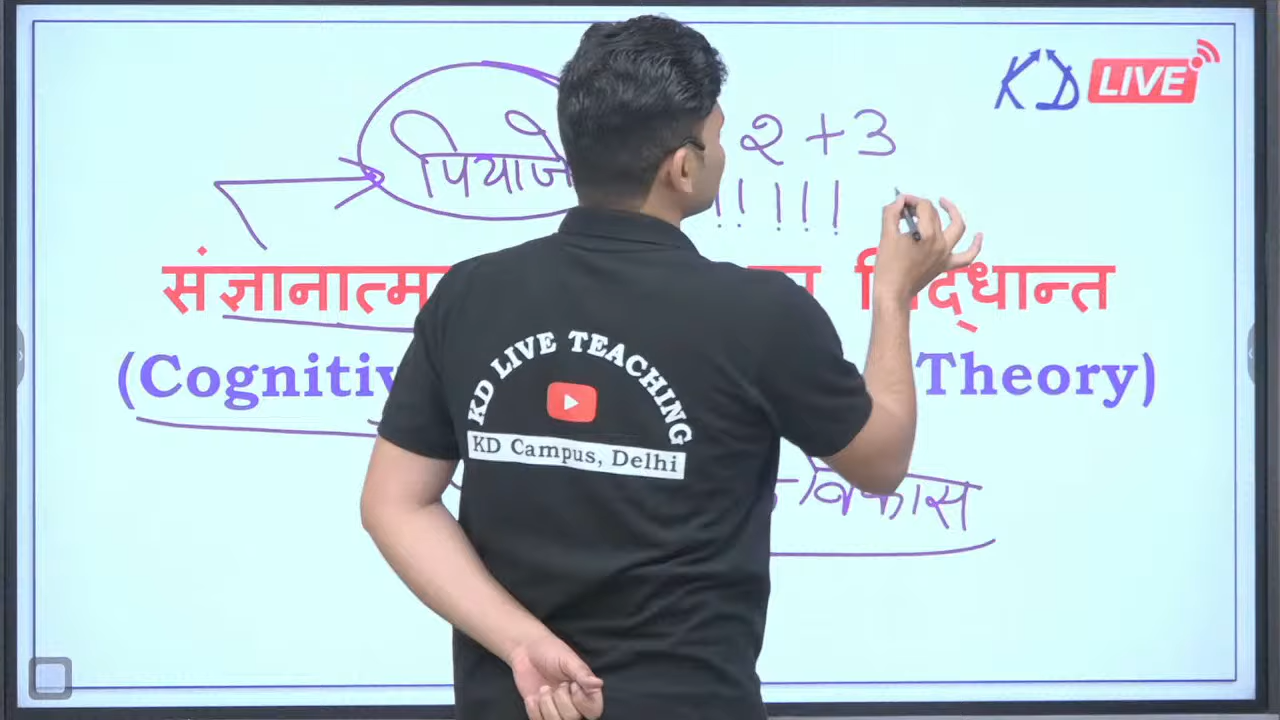 KD LIVE
पियाजे 2 + 3
संज्ञानात्म
(Cognitiv Theory)
विकास
KD LIVE TEACHING
KD Campus, Delhi